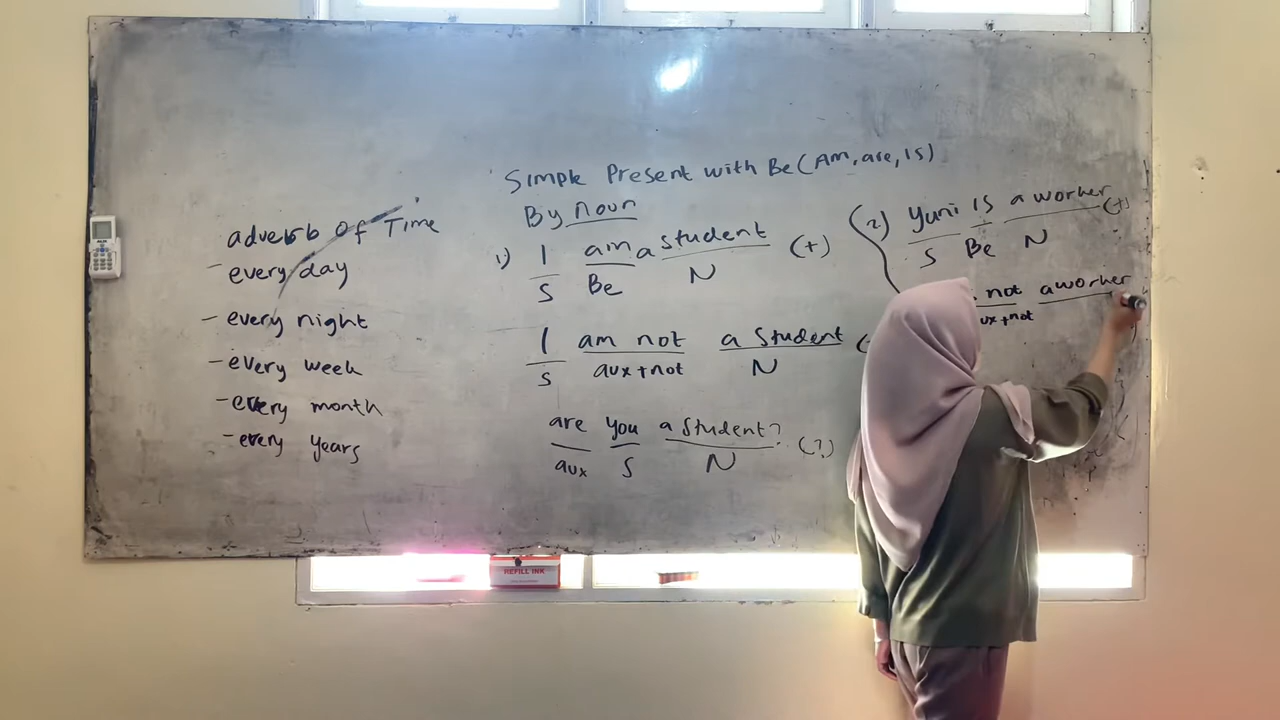 adverb of Time
- every day
- every night
- every week
- every month
- every years
Simple Present with Be (Am, are, Is)
By noun
1) I am a student (+)
S Be N
I am not a student (
S aux+not N
are you a student? (?)
aux S N
2) Yuni is a worker (+)
S Be N
not a worker
ux+not
REFILL INK